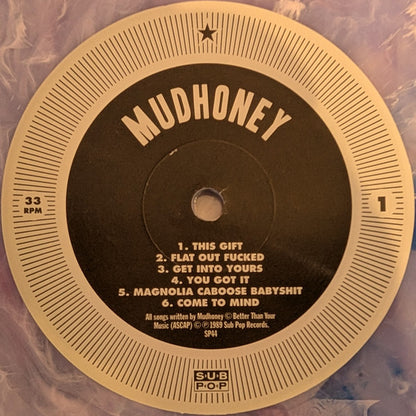 MUDHONEY
33
RPM
1
1. THIS GIFT
2. FLAT OUT FUCKED
3. GET INTO YOURS
4. YOU GOT IT
5. MAGNOLIA CABOOSE BABYSHIT
6. COME TO MIND
All songs written by Mudhoney © Better Than Your
Music (ASCAP) © ℗ 1989 Sub Pop Records.
SP44
SUB
POP